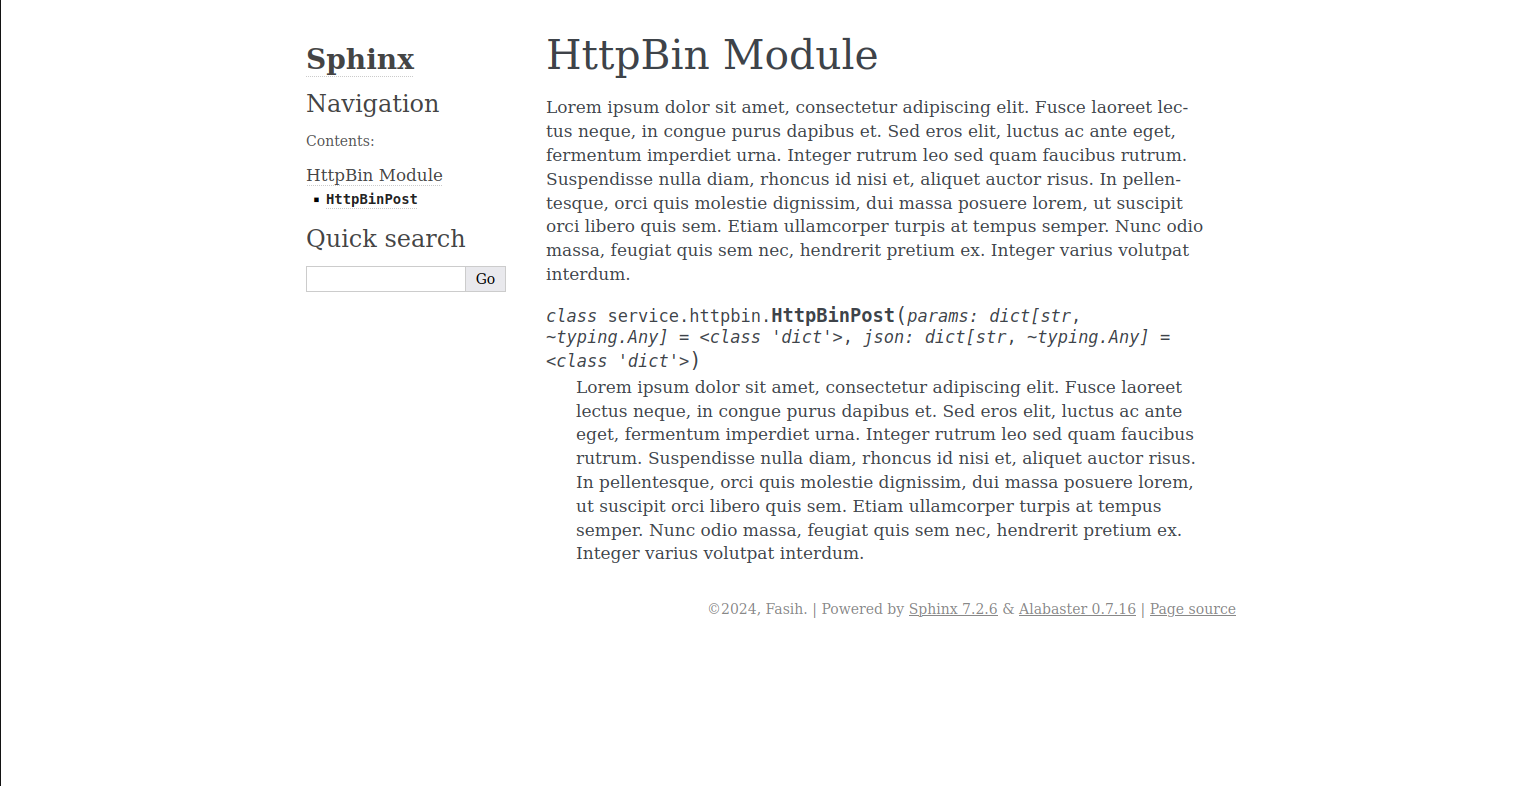 Sphinx
Navigation
Contents:
HttpBin Module
▪ HttpBinPost
Quick search
Go
HttpBin Module
Lorem ipsum dolor sit amet, consectetur adipiscing elit. Fusce laoreet lec-
tus neque, in congue purus dapibus et. Sed eros elit, luctus ac ante eget,
fermentum imperdiet urna. Integer rutrum leo sed quam faucibus rutrum.
Suspendisse nulla diam, rhoncus id nisi et, aliquet auctor risus. In pellen-
tesque, orci quis molestie dignissim, dui massa posuere lorem, ut suscipit
orci libero quis sem. Etiam ullamcorper turpis at tempus semper. Nunc odio
massa, feugiat quis sem nec, hendrerit pretium ex. Integer varius volutpat
interdum.
class service.httpbin.HttpBinPost(params: dict[str,
~typing.Any] = <class 'dict'>, json: dict[str, ~typing.Any] =
<class 'dict'>)
Lorem ipsum dolor sit amet, consectetur adipiscing elit. Fusce laoreet
lectus neque, in congue purus dapibus et. Sed eros elit, luctus ac ante
eget, fermentum imperdiet urna. Integer rutrum leo sed quam faucibus
rutrum. Suspendisse nulla diam, rhoncus id nisi et, aliquet auctor risus.
In pellentesque, orci quis molestie dignissim, dui massa posuere lorem,
ut suscipit orci libero quis sem. Etiam ullamcorper turpis at tempus
semper. Nunc odio massa, feugiat quis sem nec, hendrerit pretium ex.
Integer varius volutpat interdum.
©2024, Fasih. | Powered by Sphinx 7.2.6 & Alabaster 0.7.16 | Page source